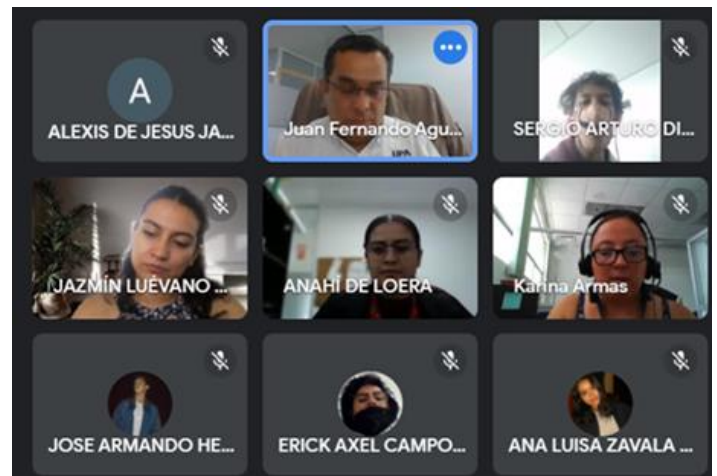 A
ALEXIS DE JESUS JA...
Juan Fernando Agu...
UPA
SERGIO ARTURO DI...
JAZMÍN LUÉVANO ...
ANAHÍ DE LOERA
Karina Armas
JOSE ARMANDO HE...
ERICK AXEL CAMPO...
ANA LUISA ZAVALA ...